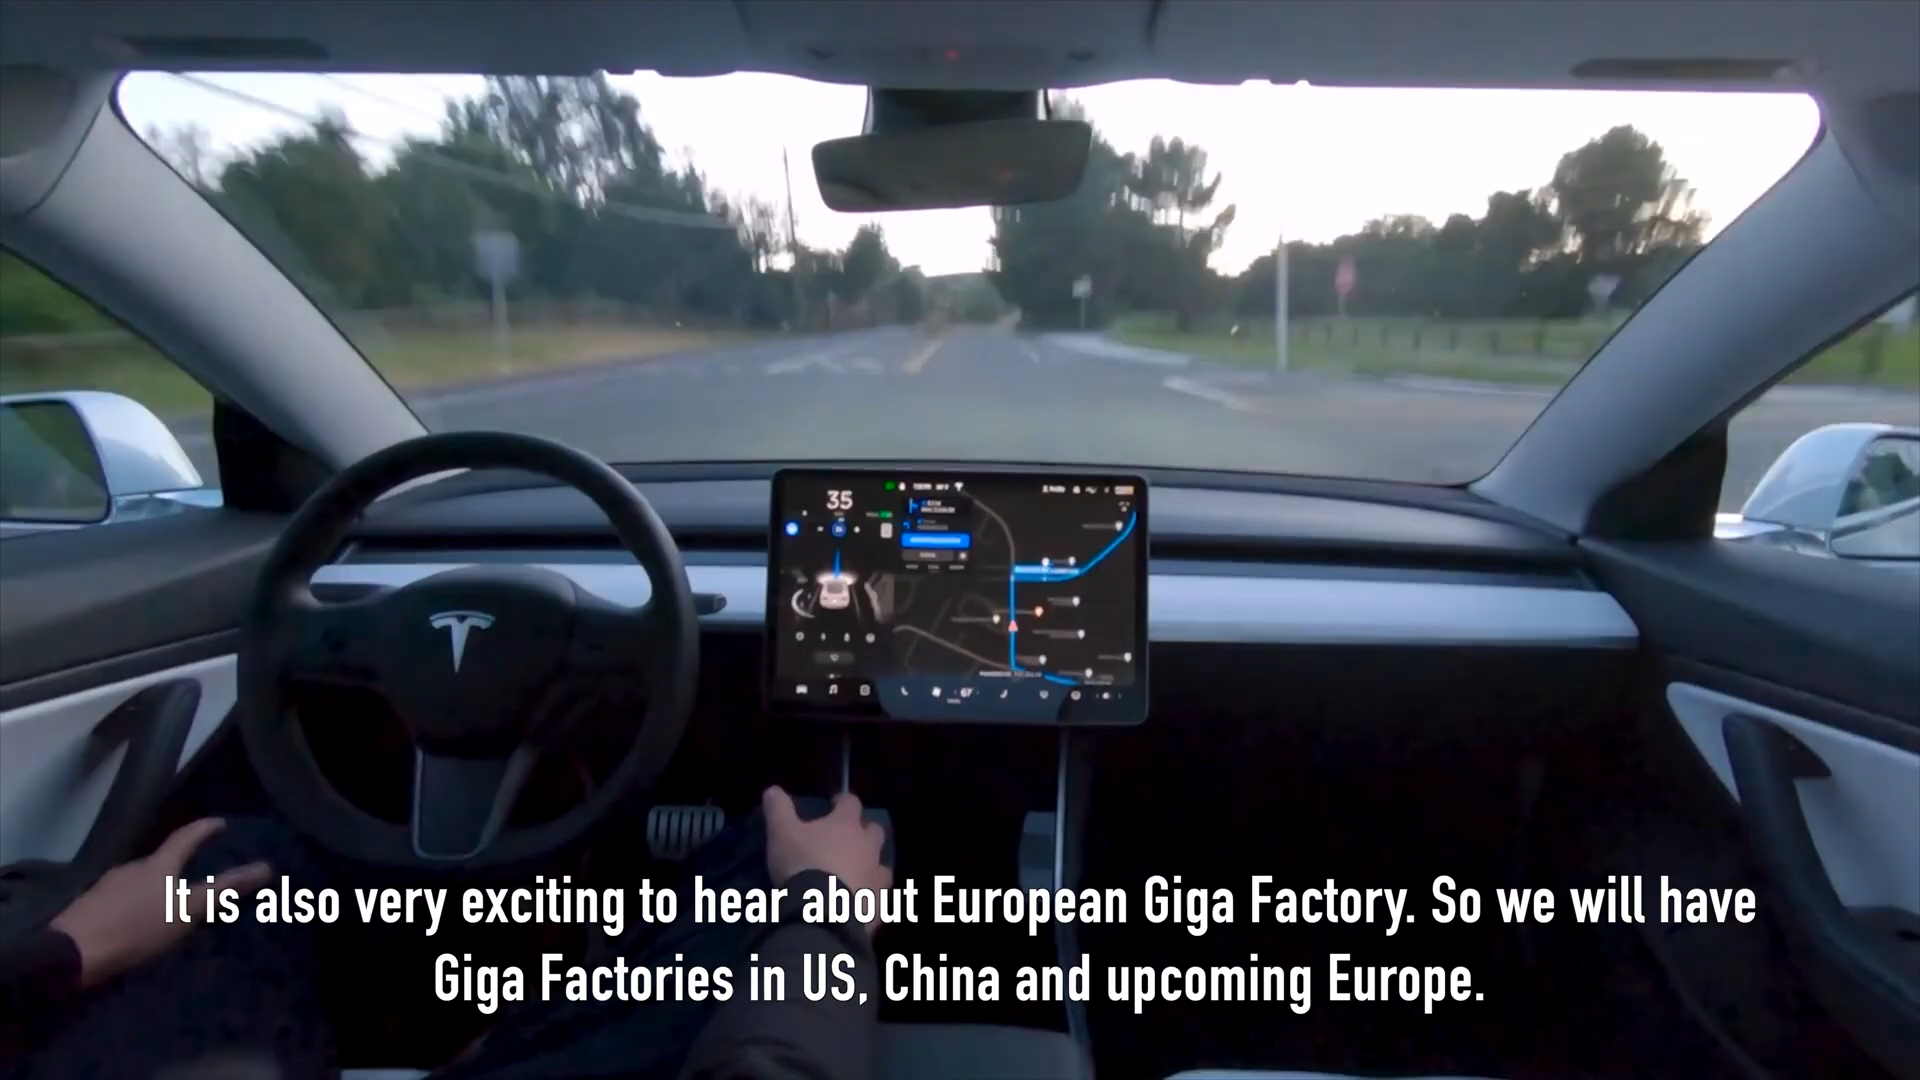 35
67
It is also very exciting to hear about European Giga Factory. So we will have
Giga Factories in US, China and upcoming Europe.